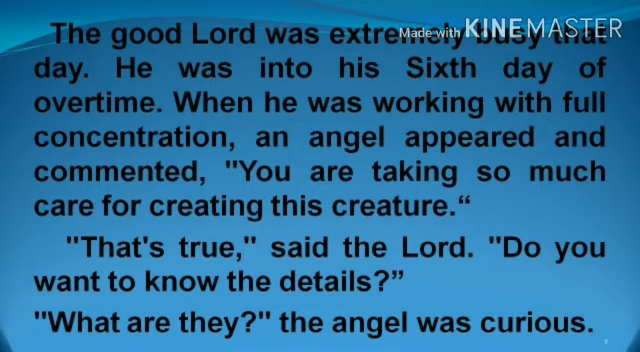 Made with KINEMASTER
The good Lord was extremely busy that
day. He was into his Sixth day of
overtime. When he was working with full
concentration, an angel appeared and
commented, "You are taking so much
care for creating this creature.“
"That's true," said the Lord. "Do you
want to know the details?”
"What are they?" the angel was curious.